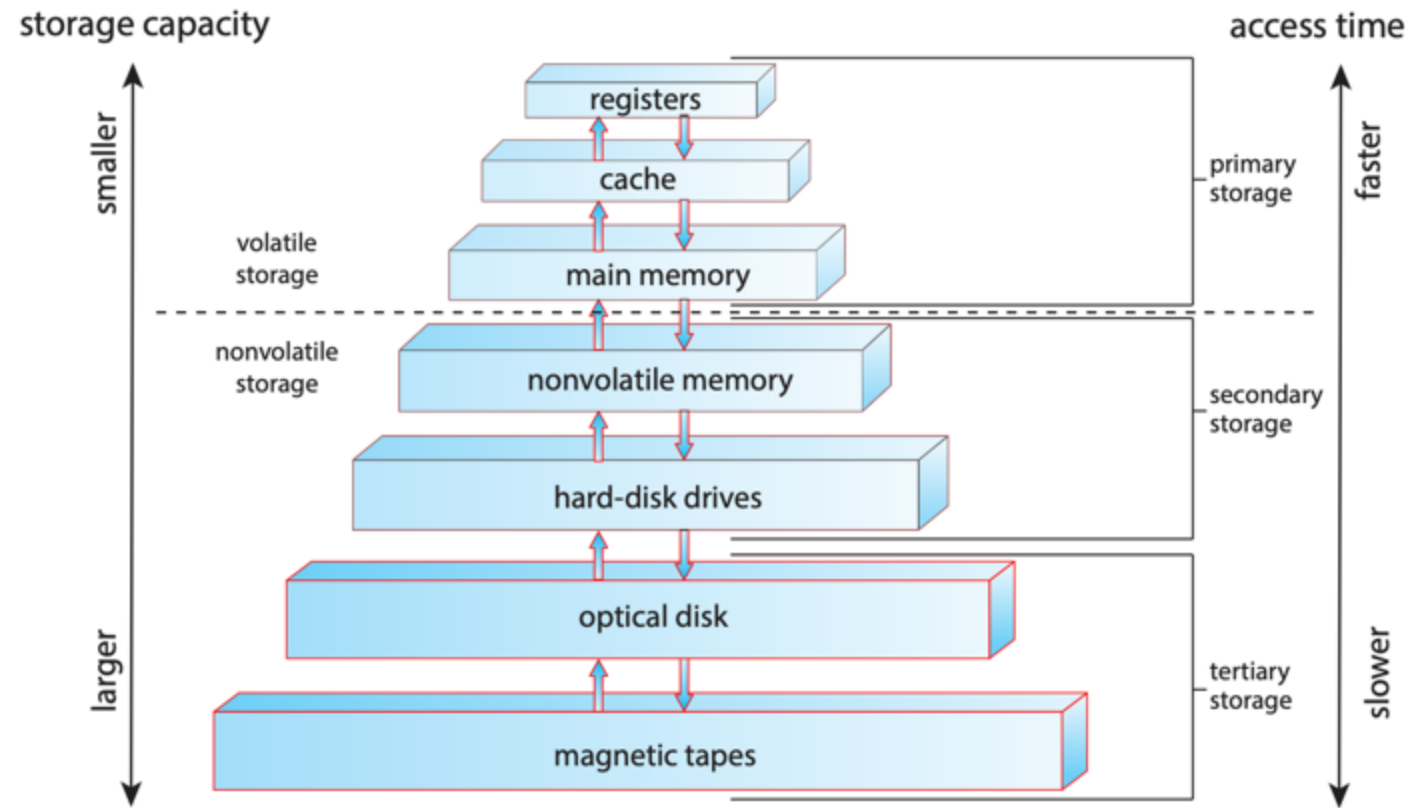 storage capacity
access time
smaller
faster
registers
cache
primary
storage
volatile
storage
main memory
nonvolatile
storage
nonvolatile memory
secondary
storage
hard-disk drives
optical disk
larger
slower
tertiary
storage
magnetic tapes